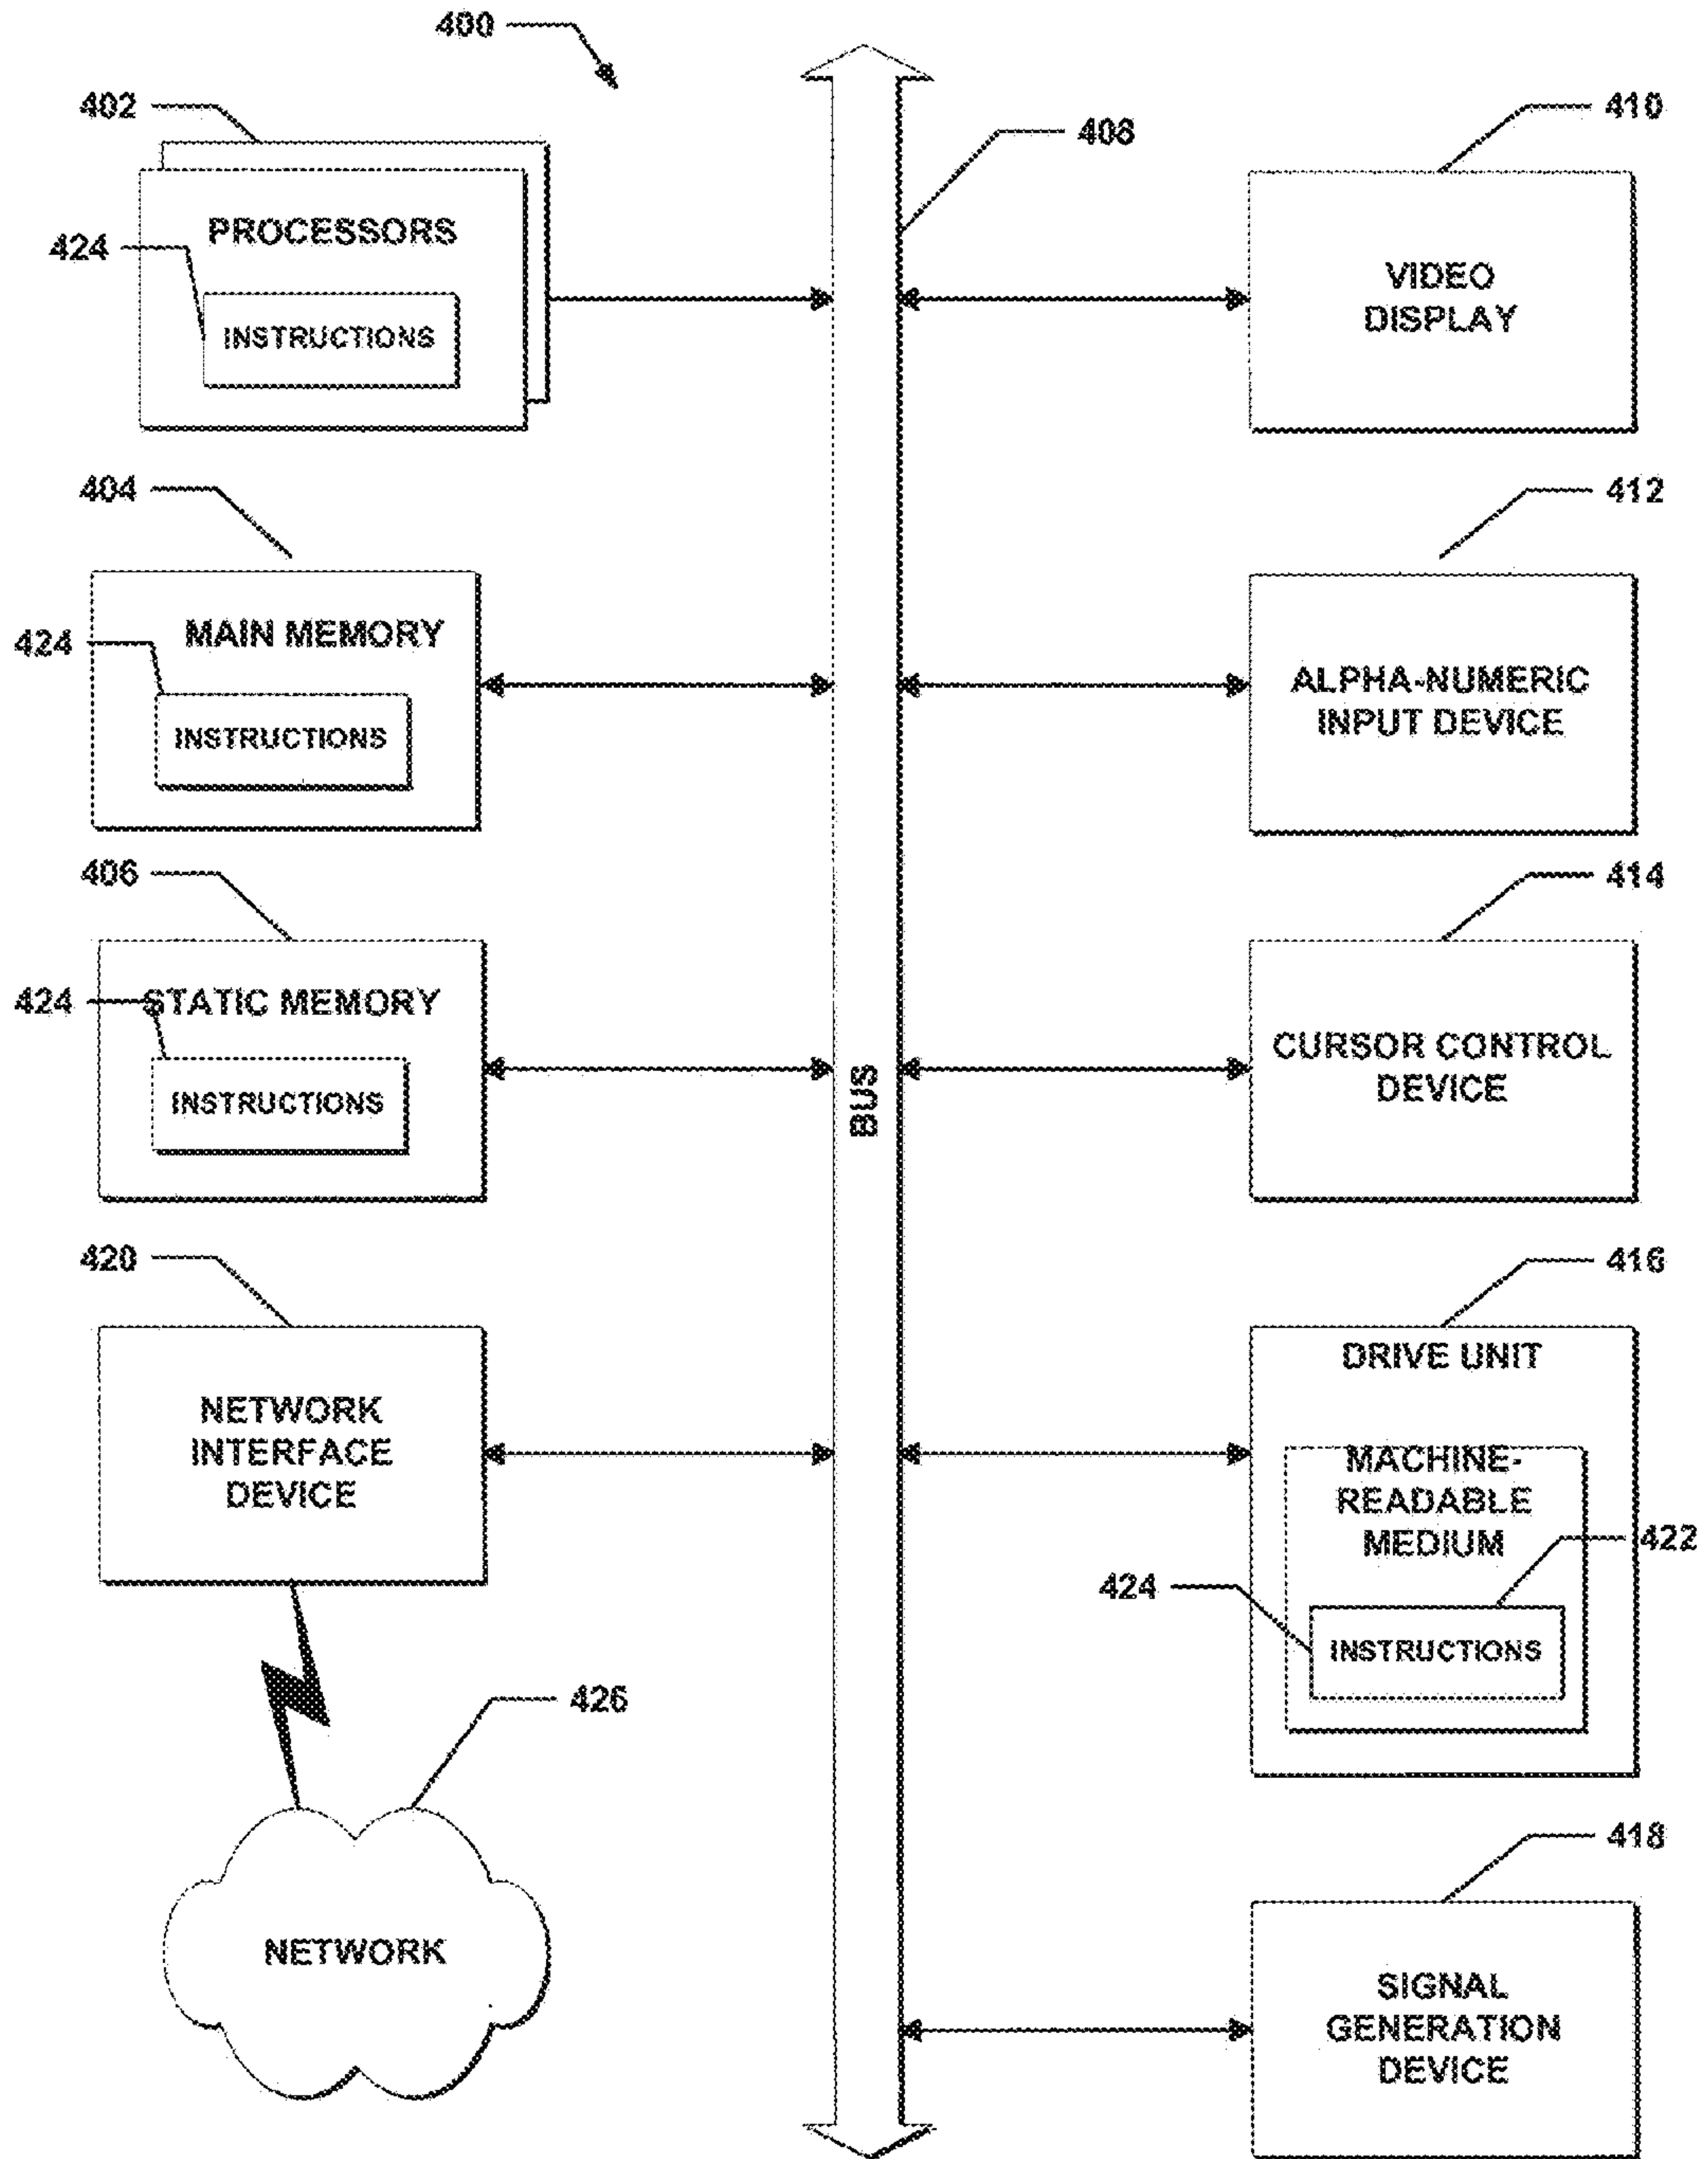 400
402
408
410
PROCESSORS
424
INSTRUCTIONS
VIDEO
DISPLAY
404
412
MAIN MEMORY
424
INSTRUCTIONS
ALPHA-NUMERIC
INPUT DEVICE
406
414
STATIC MEMORY
424
INSTRUCTIONS
BUS
CURSOR CONTROL
DEVICE
420
416
NETWORK
INTERFACE
DEVICE
DRIVE UNIT
MACHINE-
READABLE
MEDIUM
422
424
INSTRUCTIONS
426
NETWORK
418
SIGNAL
GENERATION
DEVICE